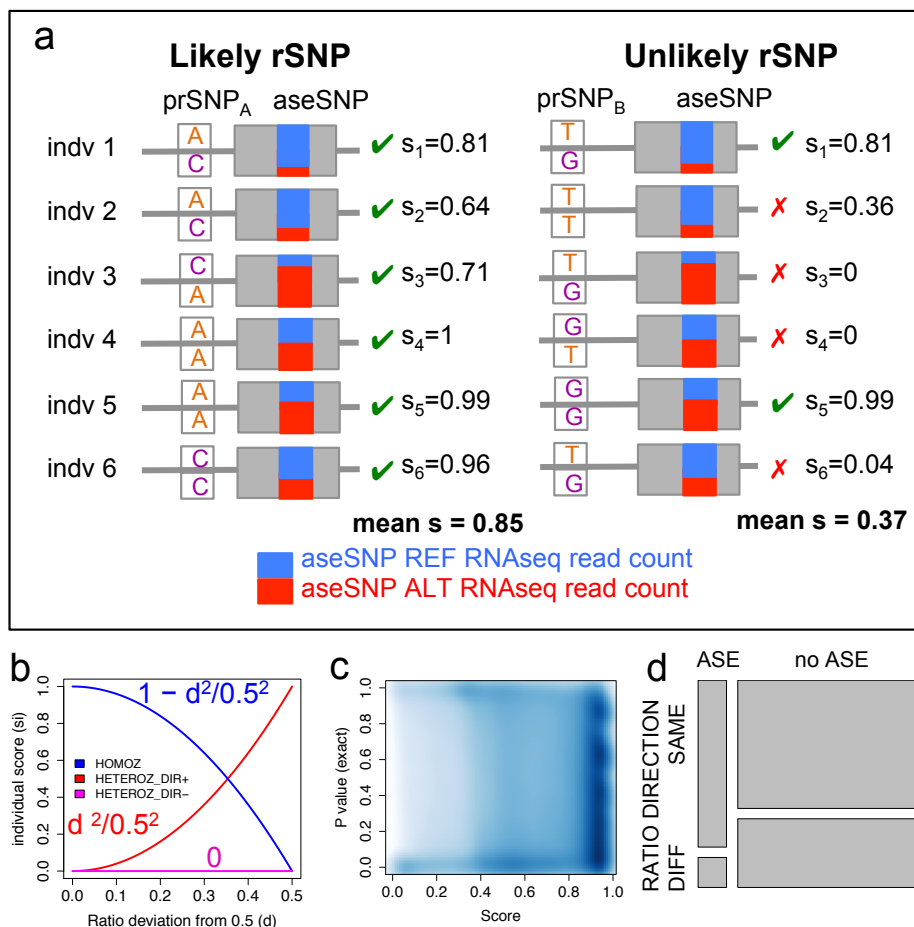 a
Likely rSNP
Unlikely rSNP
prSNP_A aseSNP
prSNP_B aseSNP
indv 1 A C ✔ s1=0.81 T G ✔ s1=0.81
indv 2 A C ✔ s2=0.64 T T ✗ s2=0.36
indv 3 C A ✔ s3=0.71 T G ✗ s3=0
indv 4 A A ✔ s4=1 G T ✗ s4=0
indv 5 A A ✔ s5=0.99 G G ✔ s5=0.99
indv 6 C C ✔ s6=0.96 T G ✗ s6=0.04
mean s = 0.85
mean s = 0.37
aseSNP REF RNAseq read count
aseSNP ALT RNAseq read count
b
1 − d²/0.5²
HOMOZ
HETEROZ_DIR+
HETEROZ_DIR−
d²/0.5²
0
individual score (si)
0.0 0.2 0.4 0.6 0.8 1.0
0.0 0.1 0.2 0.3 0.4 0.5
Ratio deviation from 0.5 (d)
c
P value (exact)
0.0 0.2 0.4 0.6 0.8 1.0
0.0 0.2 0.4 0.6 0.8 1.0
Score
d
ASE no ASE
RATIO DIRECTION
DIFF SAME